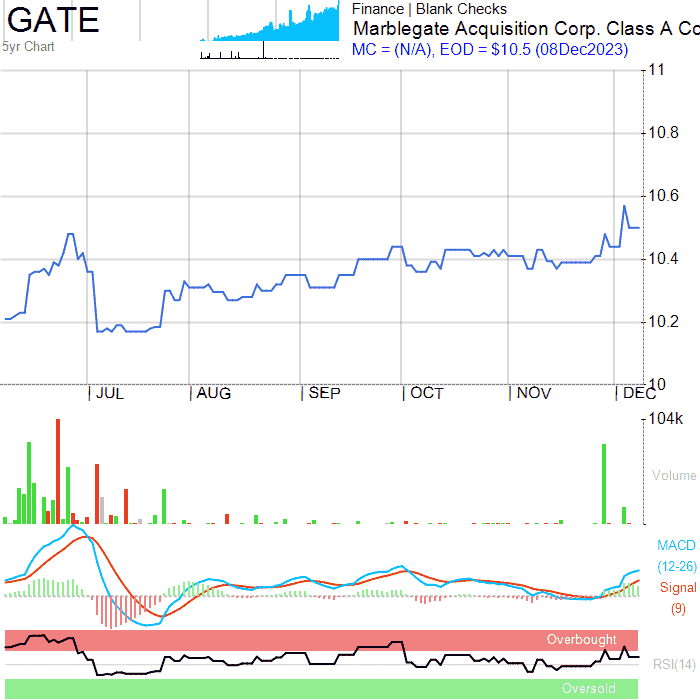 GATE
5yr Chart
Finance | Blank Checks
Marblegate Acquisition Corp. Class A Co
MC = (N/A), EOD = $10.5 (08Dec2023)
11
10.8
10.6
10.4
10.2
10
JUL AUG SEP OCT NOV DEC
104k
Volume
MACD
(12-26)
Signal
(9)
Overbought
RSI(14)
Oversold